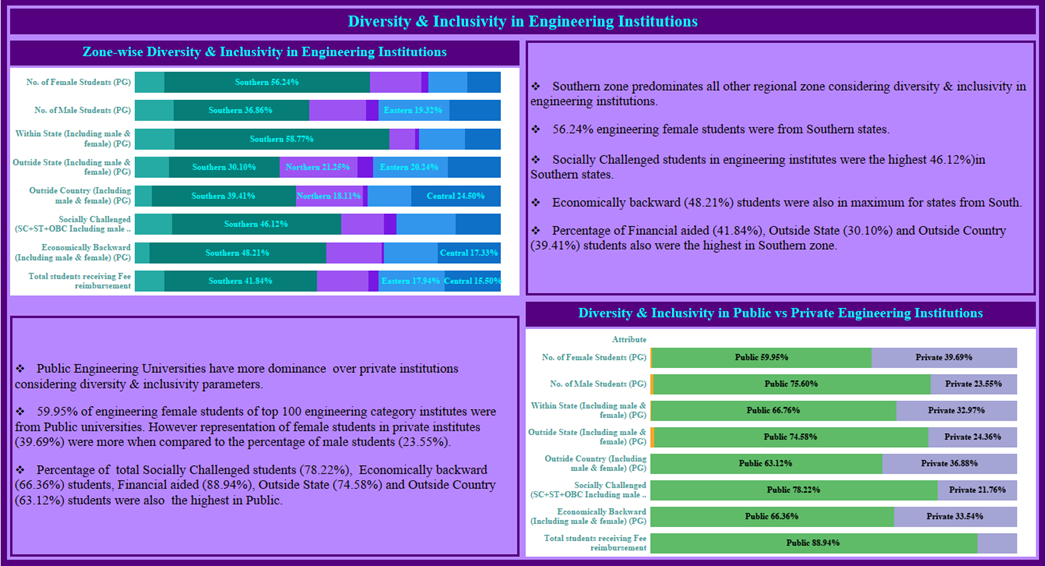 Diversity & Inclusivity in Engineering Institutions
Zone-wise Diversity & Inclusivity in Engineering Institutions
No. of Female Students (PG)
Southern 56.24%
No. of Male Students (PG)
Southern 36.86%
Eastern 19.32%
Within State (Including male &
female) (PG)
Southern 58.77%
Outside State (Including male &
female) (PG)
Southern 30.10%
Northern 21.25%
Eastern 20.24%
Outside Country (Including
male & female) (PG)
Southern 39.41%
Northern 18.11%
Central 24.50%
Socially Challenged
(SC+ST+OBC Including male ..
Southern 46.12%
Economically Backward
(Including male & female) (PG)
Southern 48.21%
Central 17.33%
Total students receiving Fee
reimbursement
Southern 41.84%
Eastern 17.94%
Central 15.50%
❖ Southern zone predominates all other regional zone considering diversity & inclusivity in
engineering institutions.
❖ 56.24% engineering female students were from Southern states.
❖ Socially Challenged students in engineering institutes were the highest 46.12%)in
Southern states.
❖ Economically backward (48.21%) students were also in maximum for states from South.
❖ Percentage of Financial aided (41.84%), Outside State (30.10%) and Outside Country
(39.41%) students also were the highest in Southern zone.
❖ Public Engineering Universities have more dominance over private institutions
considering diversity & inclusivity parameters.
❖ 59.95% of engineering female students of top 100 engineering category institutes were
from Public universities. However representation of female students in private institutes
(39.69%) were more when compared to the percentage of male students (23.55%).
❖ Percentage of total Socially Challenged students (78.22%), Economically backward
(66.36%) students, Financial aided (88.94%), Outside State (74.58%) and Outside Country
(63.12%) students were also the highest in Public.
Diversity & Inclusivity in Public vs Private Engineering Institutions
Attribute
No. of Female Students (PG)
Public 59.95%
Private 39.69%
No. of Male Students (PG)
Public 75.60%
Private 23.55%
Within State (Including male &
female) (PG)
Public 66.76%
Private 32.97%
Outside State (Including male &
female) (PG)
Public 74.58%
Private 24.36%
Outside Country (Including
male & female) (PG)
Public 63.12%
Private 36.88%
Socially Challenged
(SC+ST+OBC Including male ..
Public 78.22%
Private 21.76%
Economically Backward
(Including male & female) (PG)
Public 66.36%
Private 33.54%
Total students receiving Fee
reimbursement
Public 88.94%